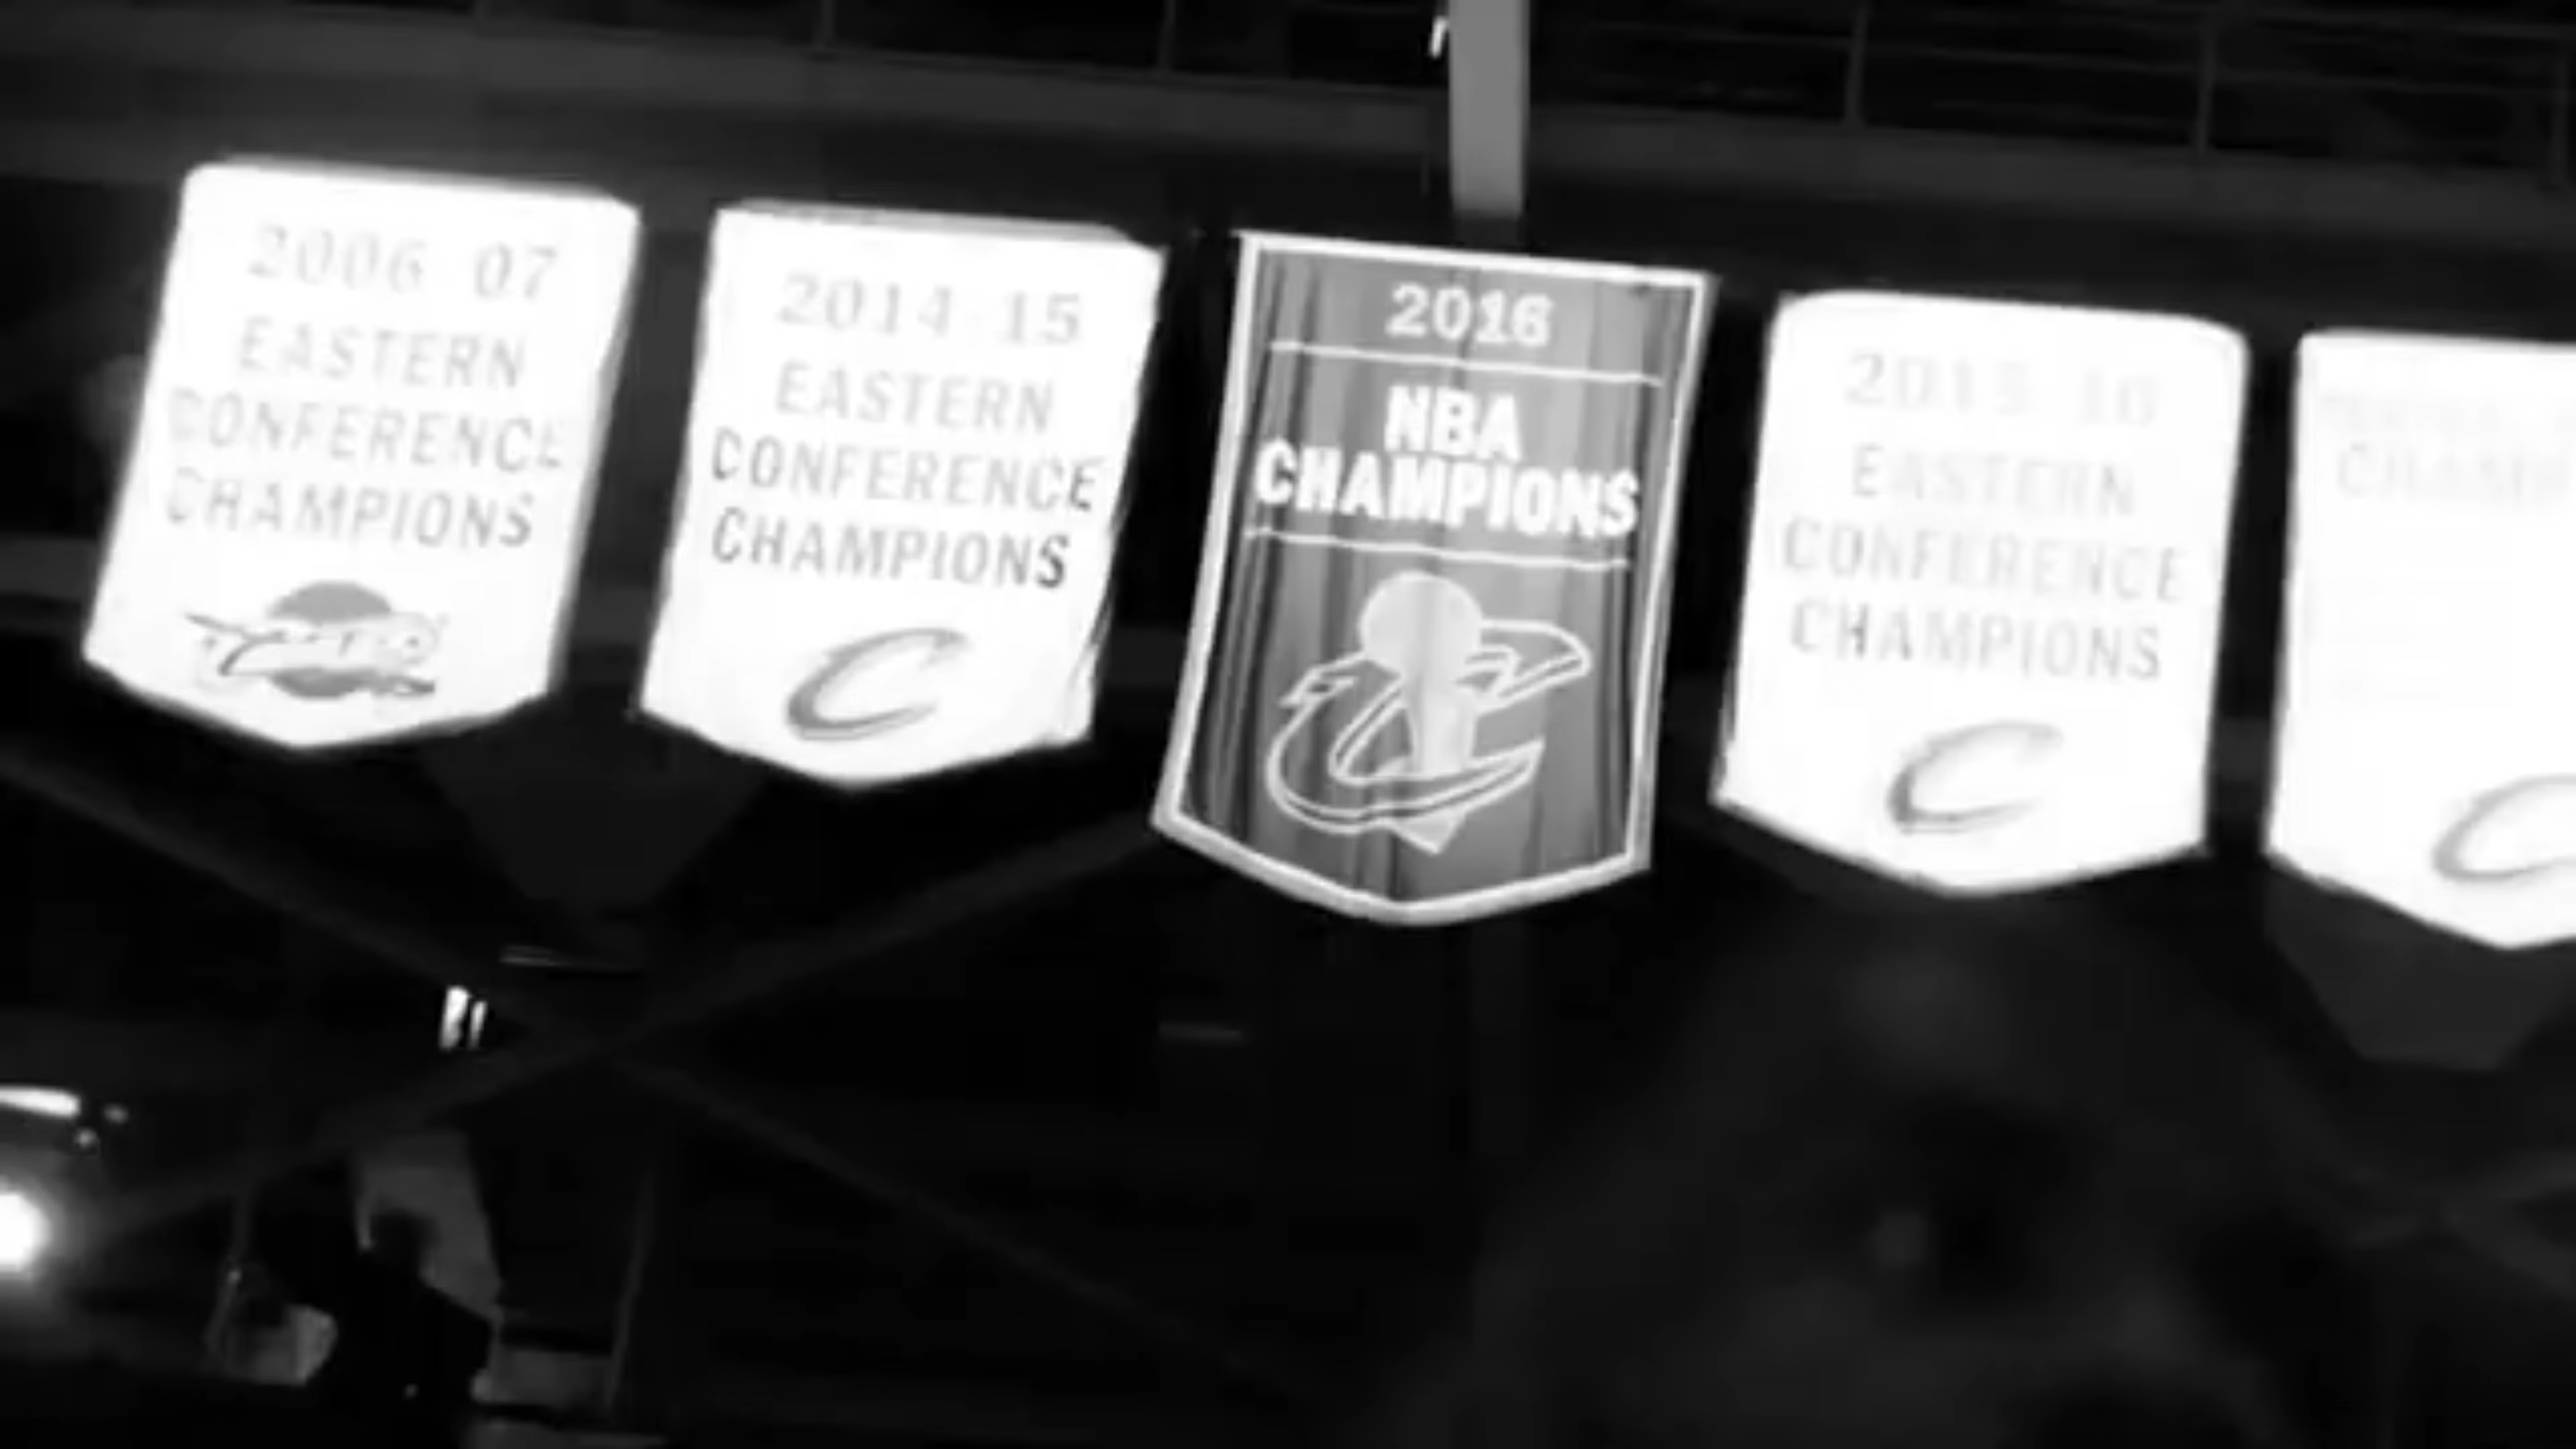 2006 07
EASTERN
CONFERENCE
CHAMPIONS
2014-15
EASTERN
CONFERENCE
CHAMPIONS
2016
NBA
CHAMPIONS
EASTERN
CONFERENCE
CHAMPIONS